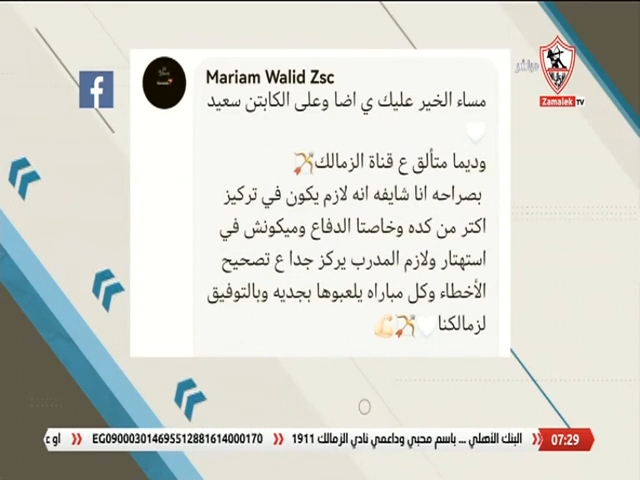 Mariam Walid Zsc
مساء الخير عليك ي اضا وعلى الكابتن سعيد
🤍
وديما متألق ع قناة الزمالك🏹
بصراحه انا شايفه انه لازم يكون في تركيز
اكتر من كده وخاصتا الدفاع وميكونش في
استهتار ولازم المدرب يركز جدا ع تصحيح
الأخطاء وكل مباراه يلعبوها بجديه وبالتوفيق
لزمالكنا🤍🏹💪🏻
مباشر
Zamalek TV
07:29
البنك الأهلي ... باسم محبي وداعمي نادي الزمالك 1911 » EG090003014695512881614000170 » او ع